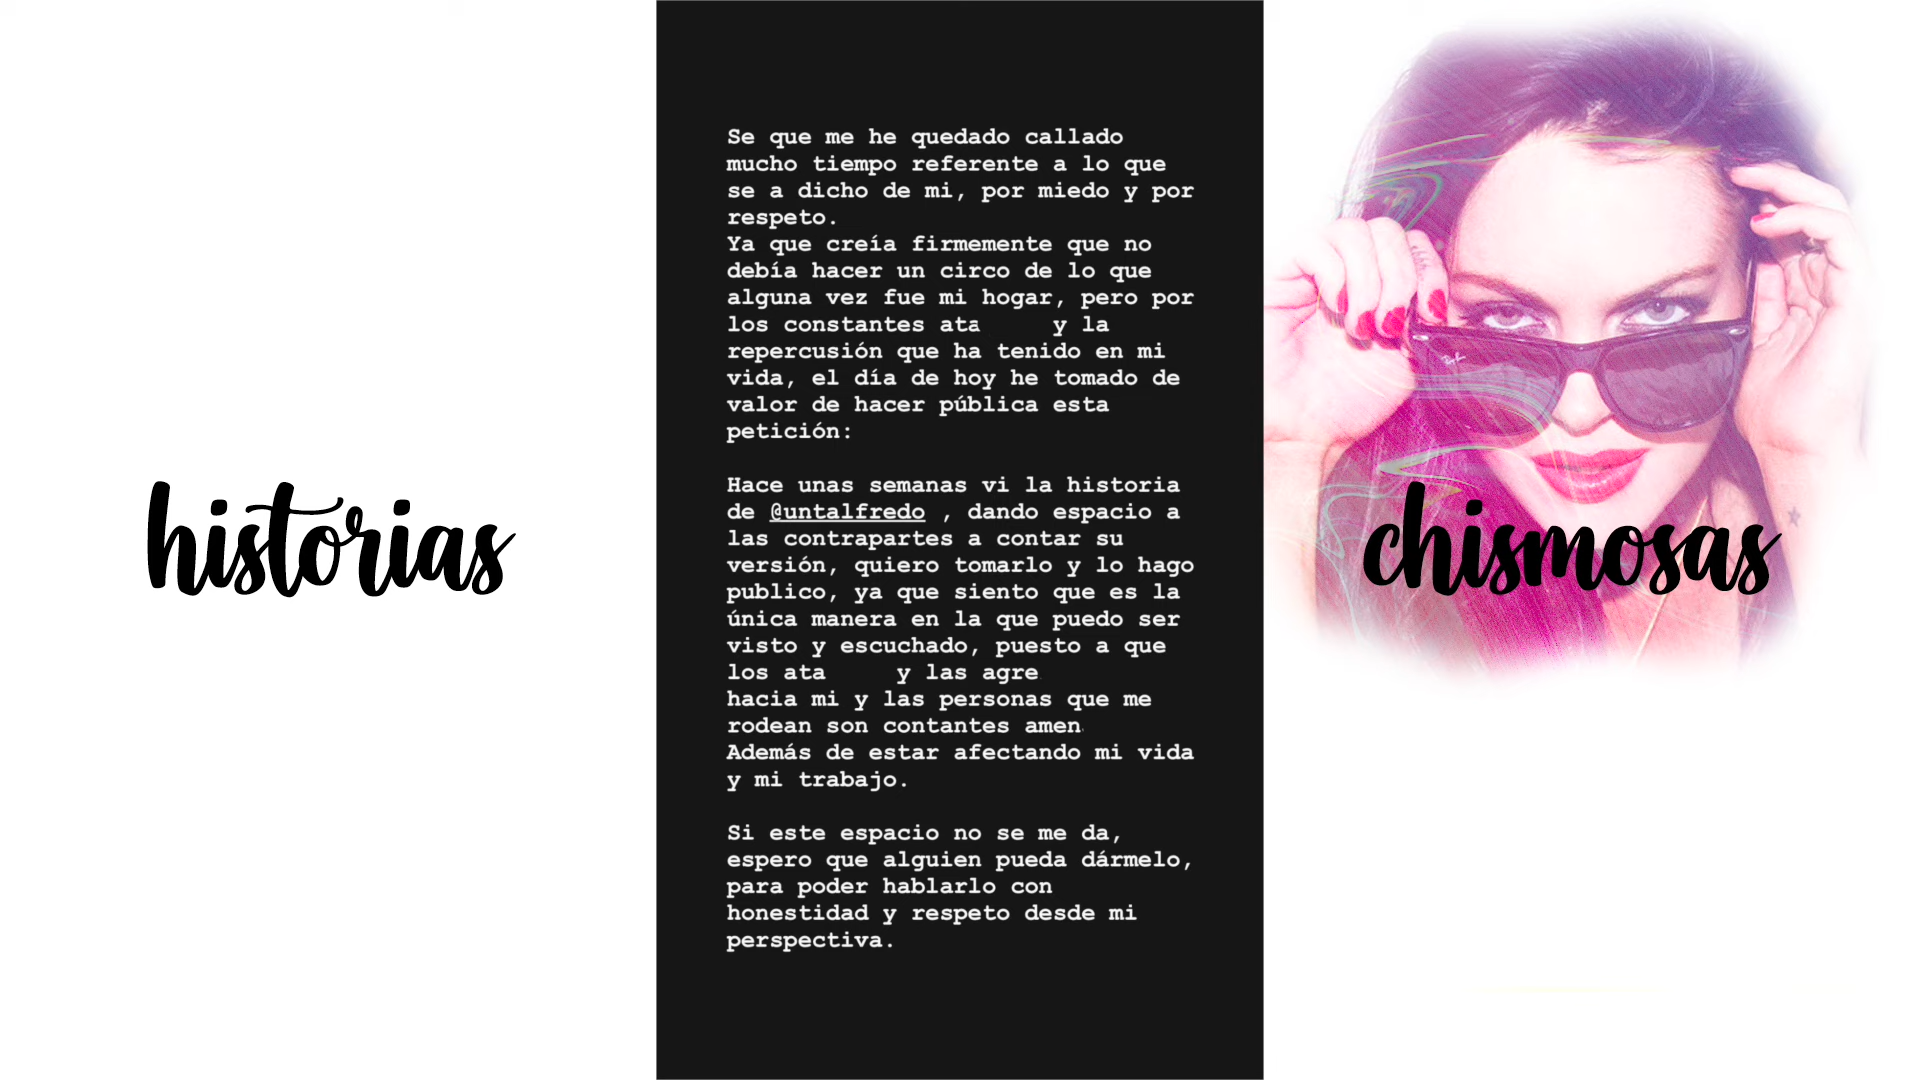 historias
Se que me he quedado callado
mucho tiempo referente a lo que
se a dicho de mi, por miedo y por
respeto.
Ya que creía firmemente que no
debía hacer un circo de lo que
alguna vez fue mi hogar, pero por
los constantes ata y la
repercusión que ha tenido en mi
vida, el día de hoy he tomado de
valor de hacer pública esta
petición:
Hace unas semanas vi la historia
de @untalfredo , dando espacio a
las contrapartes a contar su
versión, quiero tomarlo y lo hago
publico, ya que siento que es la
única manera en la que puedo ser
visto y escuchado, puesto a que
los ata y las agre
hacia mi y las personas que me
rodean son contantes amen
Además de estar afectando mi vida
y mi trabajo.
Si este espacio no se me da,
espero que alguien pueda dármelo,
para poder hablarlo con
honestidad y respeto desde mi
perspectiva.
Ray-Ban
chismosas